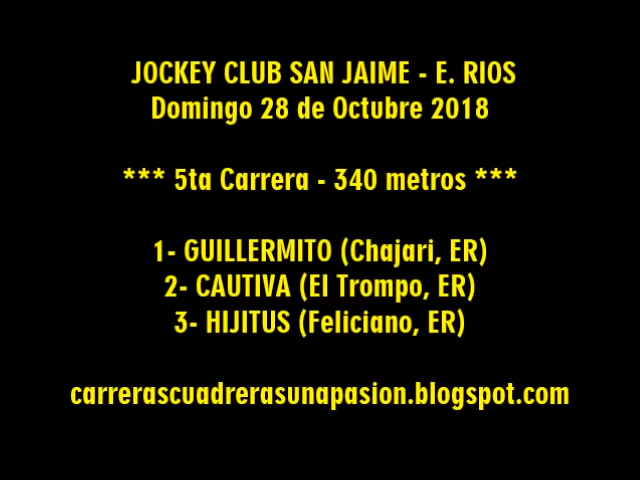 JOCKEY CLUB SAN JAIME - E. RIOS
Domingo 28 de Octubre 2018
*** 5ta Carrera - 340 metros ***
1- GUILLERMITO (Chajari, ER)
2- CAUTIVA (El Trompo, ER)
3- HIJITUS (Feliciano, ER)
carrerascuadrerasunapasion.blogspot.com